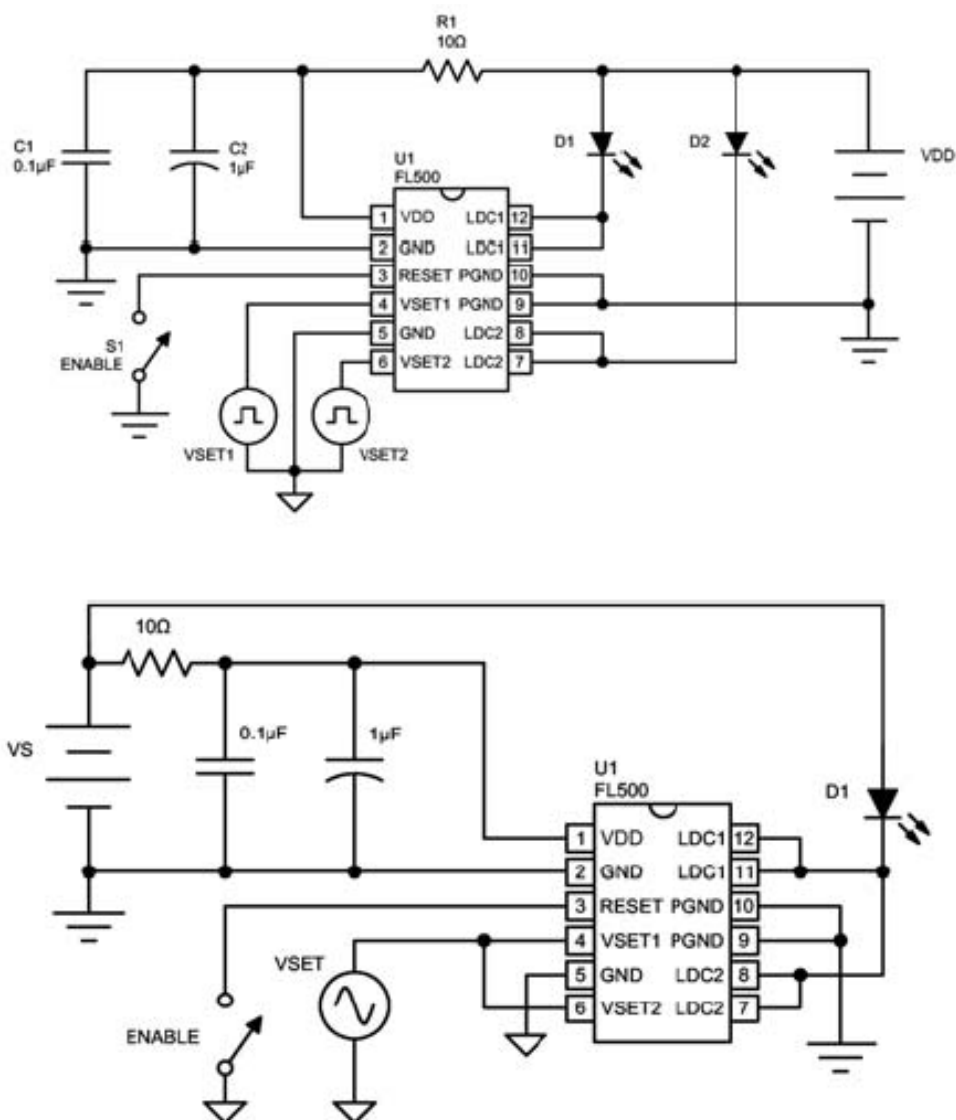 R1
10Ω
C1
0.1µF
C2
1µF
D1
D2
VDD
U1
FL500
1 VDD LDC1 12
2 GND LDC1 11
3 RESET PGND 10
4 VSET1 PGND 9
5 GND LDC2 8
6 VSET2 LDC2 7
S1
ENABLE
VSET1
VSET2
10Ω
VS
0.1µF
1µF
U1
FL500
D1
1 VDD LDC1 12
2 GND LDC1 11
3 RESET PGND 10
4 VSET1 PGND 9
5 GND LDC2 8
6 VSET2 LDC2 7
VSET
ENABLE